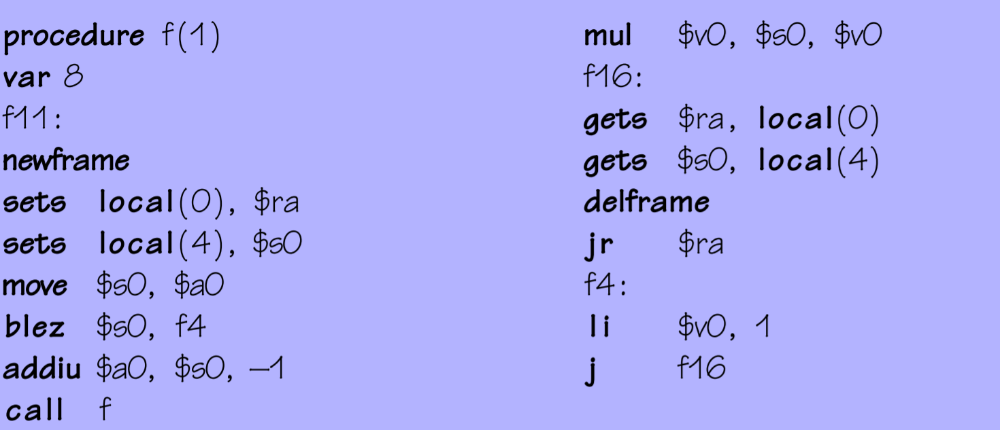 procedure f(1)
var 8
f11:
newframe
sets local(0), $ra
sets local(4), $s0
move $s0, $a0
blez $s0, f4
addiu $a0, $s0, –1
call f
mul $v0, $s0, $v0
f16:
gets $ra, local(0)
gets $s0, local(4)
delframe
jr $ra
f4:
li $v0, 1
j f16